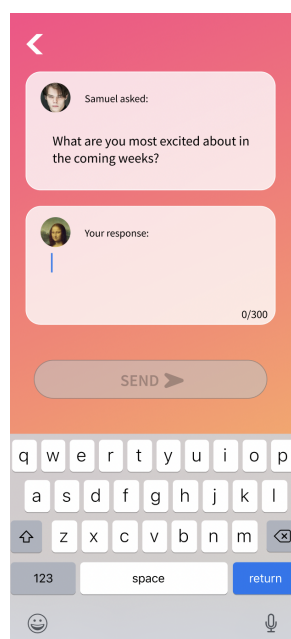 Samuel asked:
What are you most excited about in
the coming weeks?
Your response:
0/300
SEND
q w e r t y u i o p
a s d f g h j k l
z x c v b n m
123 space return